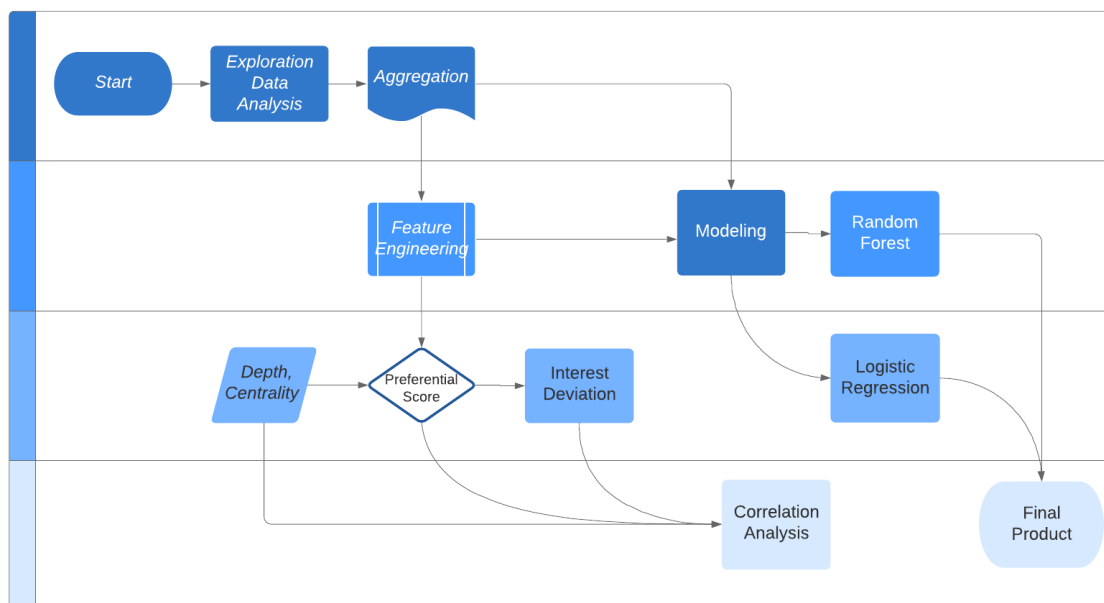 Start
Exploration
Data
Analysis
Aggregation
Feature
Engineering
Modeling
Random
Forest
Depth,
Centrality
Preferential
Score
Interest
Deviation
Logistic
Regression
Correlation
Analysis
Final
Product